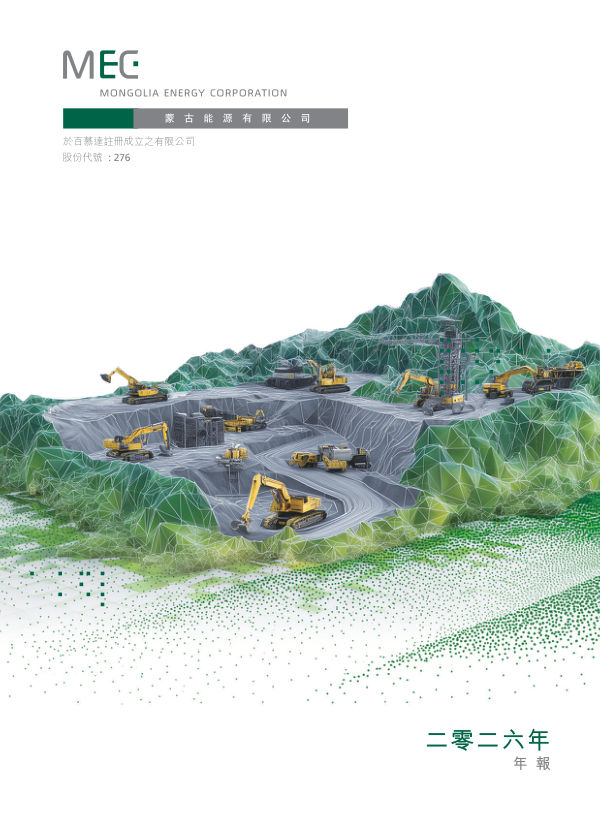 MEC
MONGOLIA ENERGY CORPORATION
蒙古能源有限公司
於百慕達註冊成立之有限公司
股份代號 : 276
二零二六年
年報